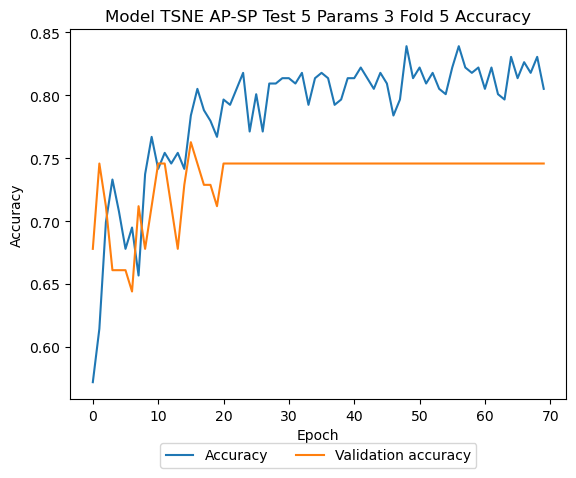 Model TSNE AP-SP Test 5 Params 3 Fold 5 Accuracy
0.85
0.80
0.75
0.70
0.65
0.60
Accuracy
0 10 20 30 40 50 60 70
Epoch
Accuracy Validation accuracy